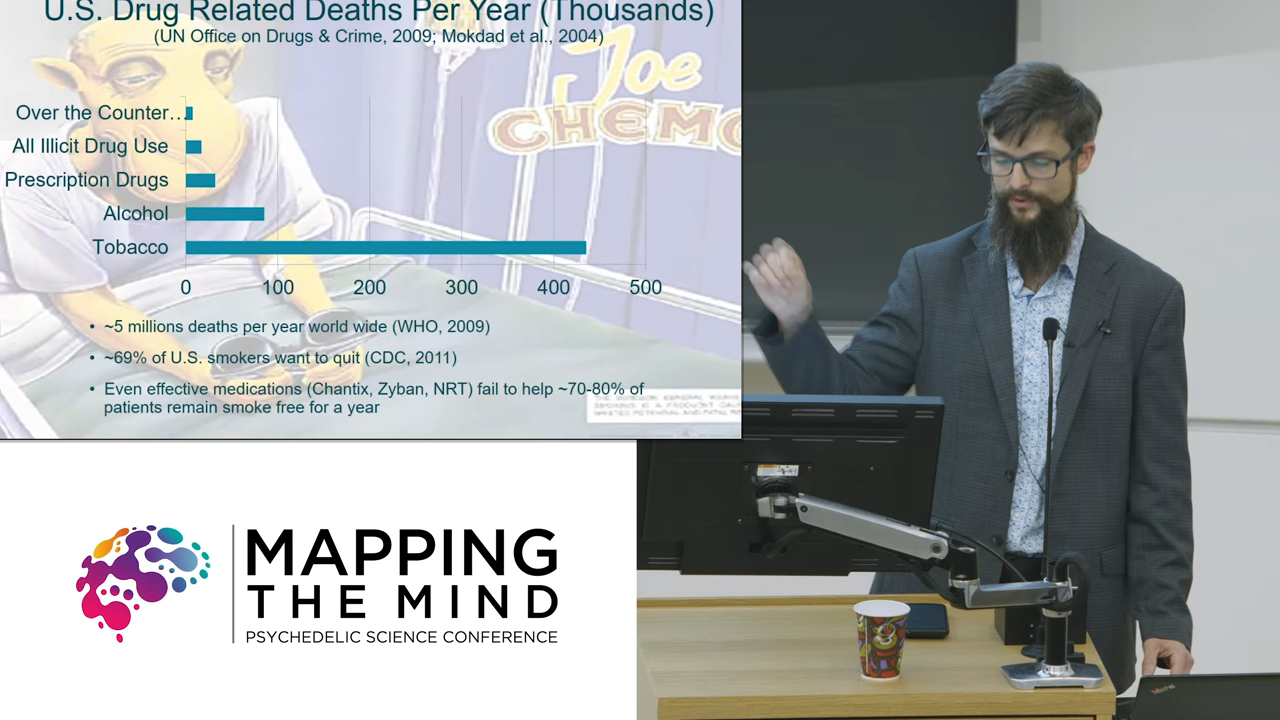 U.S. Drug Related Deaths Per Year (Thousands)
(UN Office on Drugs & Crime, 2009; Mokdad et al., 2004)
Joe
CHEMO
Over the Counter…
All Illicit Drug Use
Prescription Drugs
Alcohol
Tobacco
0 100 200 300 400 500
• ~5 millions deaths per year world wide (WHO, 2009)
• ~69% of U.S. smokers want to quit (CDC, 2011)
• Even effective medications (Chantix, Zyban, NRT) fail to help ~70-80% of
patients remain smoke free for a year
MAPPING
THE MIND
PSYCHEDELIC SCIENCE CONFERENCE